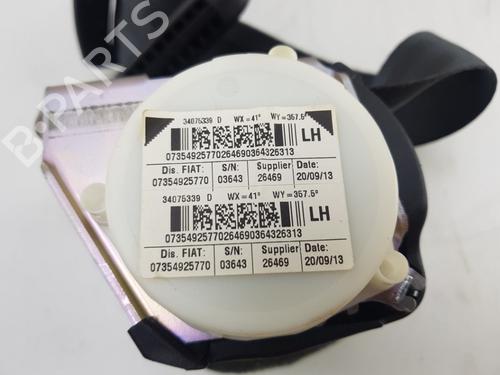 34075339 D WX=41° WY=357.5°
LH
07354925770264690364326313
Dis. FIAT: S/N: Supplier Date:
07354925770 03643 26469 20/09/13
34075339 D WX=41° WY=357.5°
LH
07354925770264690364326313
Dis. FIAT: S/N: Supplier Date:
07354925770 03643 26469 20/09/13
B-PARTS